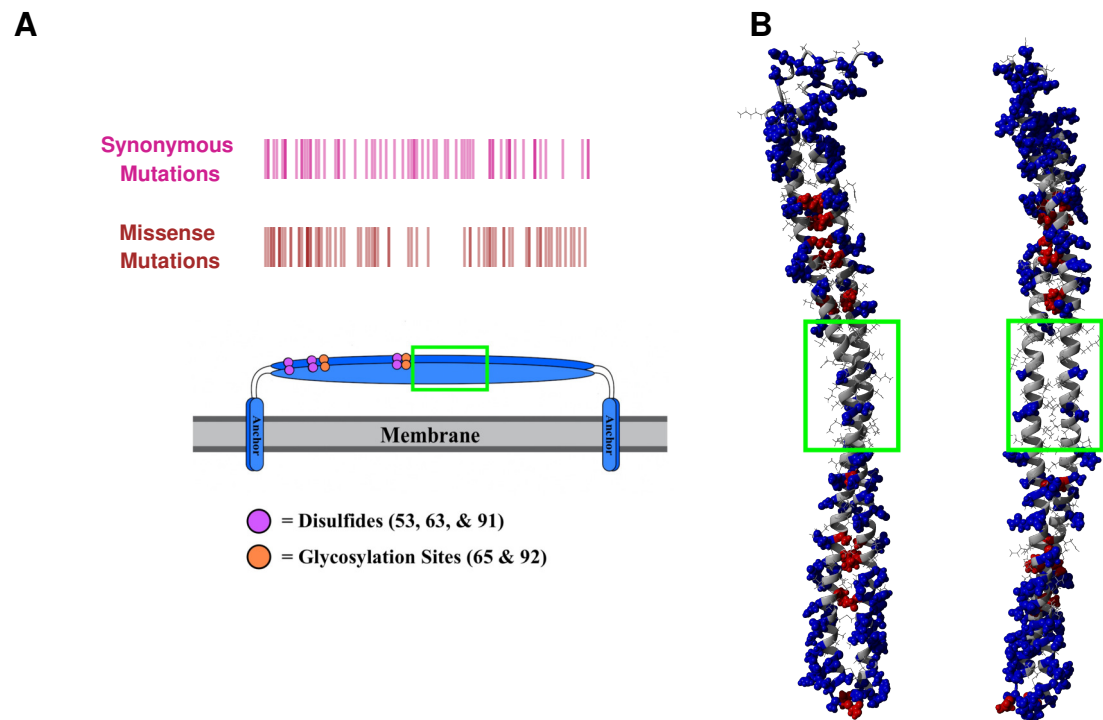 A
B
Synonymous
Mutations
Missense
Mutations
Anchor
Membrane
Anchor
= Disulfides (53, 63, & 91)
= Glycosylation Sites (65 & 92)